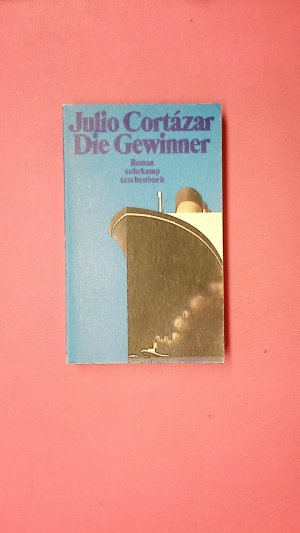 Julio Cortázar
Die Gewinner
Roman
suhrkamp
taschenbuch